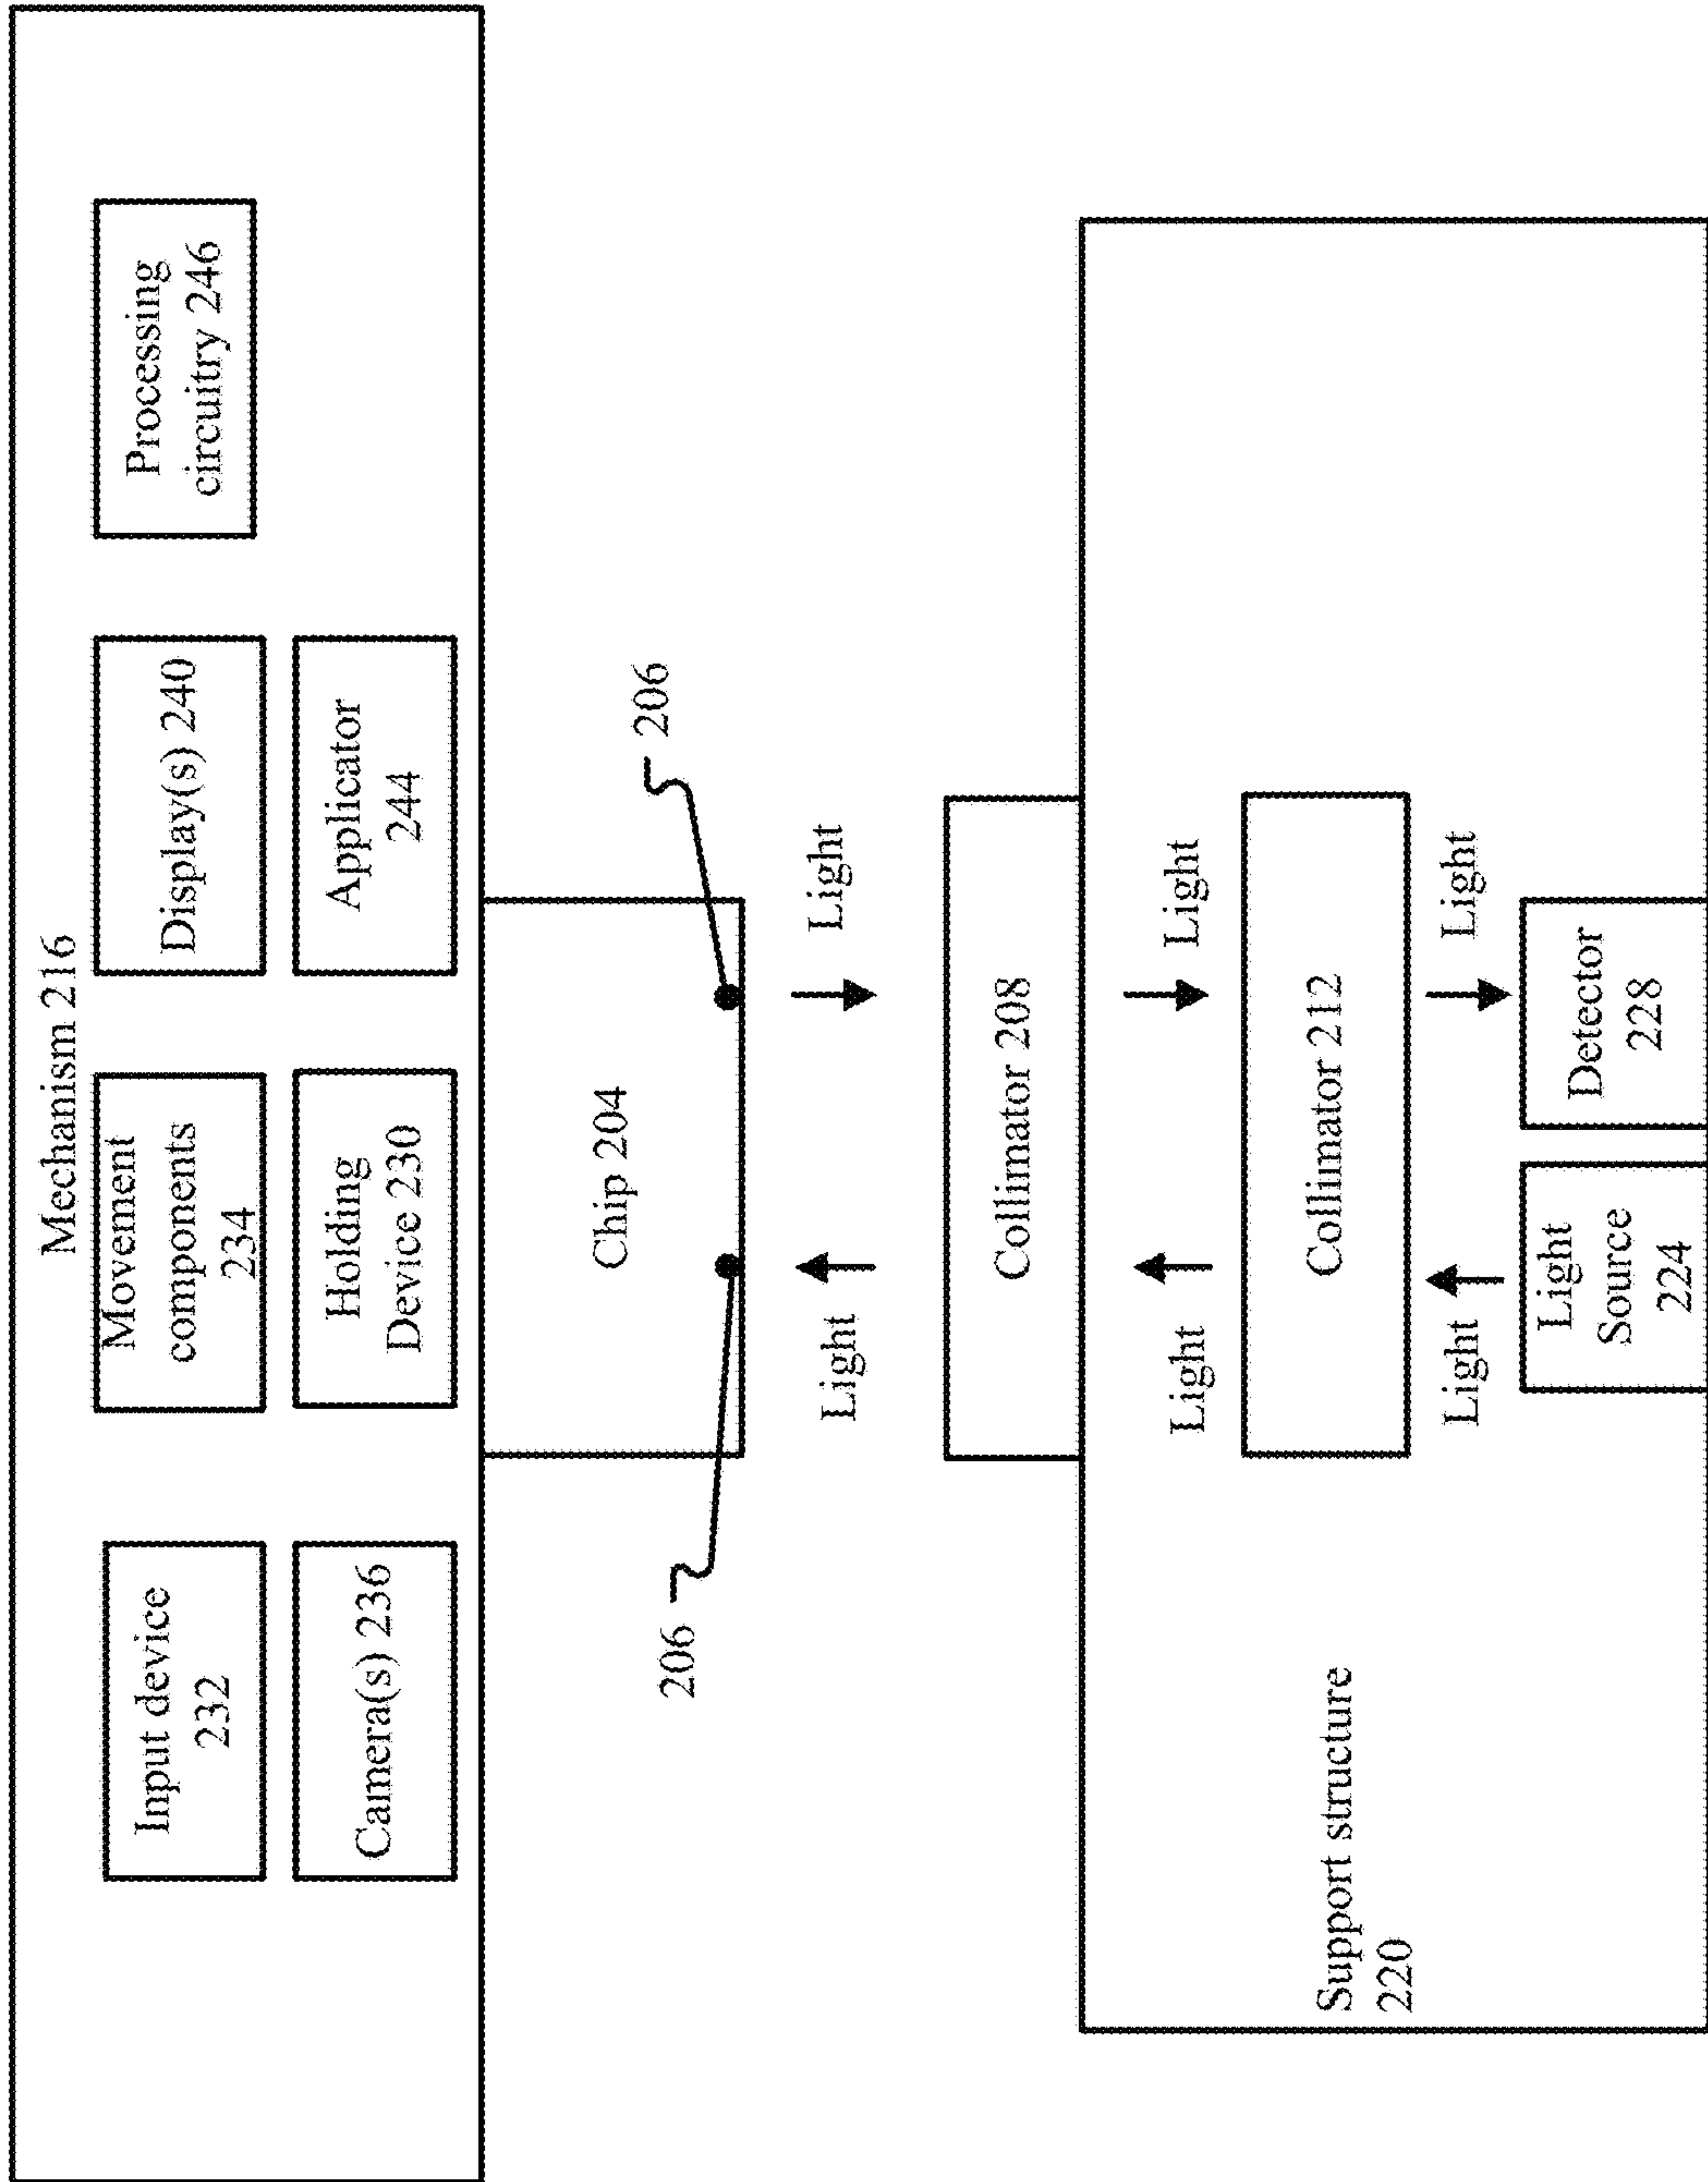 Mechanism 216
Input device
232
Movement
components
234
Display(s) 240
Processing
circuitry 246
Camera(s) 236
Holding
Device 230
Applicator
244
Chip 204
206
206
Light
Light
Collimator 208
Light
Light
Collimator 212
Light
Light
Light
Source
224
Detector
228
Support structure
220